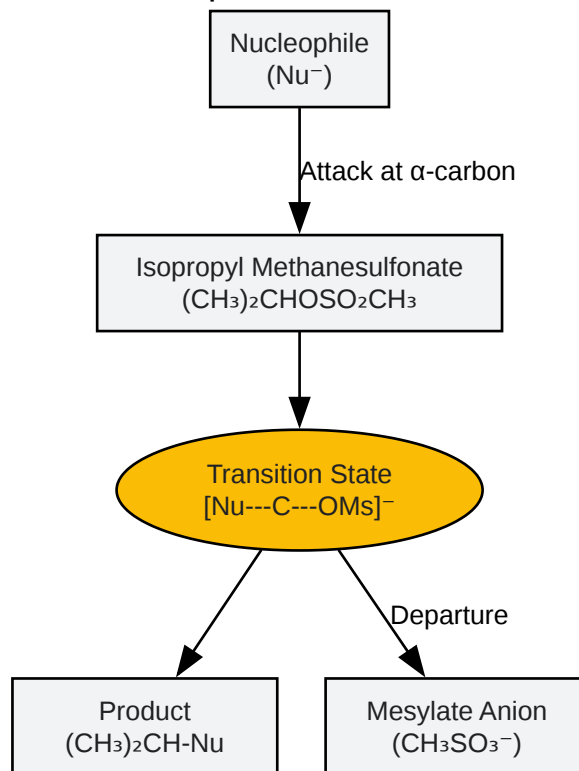 Nucleophile
(Nu⁻)
Attack at α-carbon
Isopropyl Methanesulfonate
(CH₃)₂CHOSO₂CH₃
Transition State
[Nu---C---OMs]⁻
Departure
Product
(CH₃)₂CH-Nu
Mesylate Anion
(CH₃SO₃⁻)